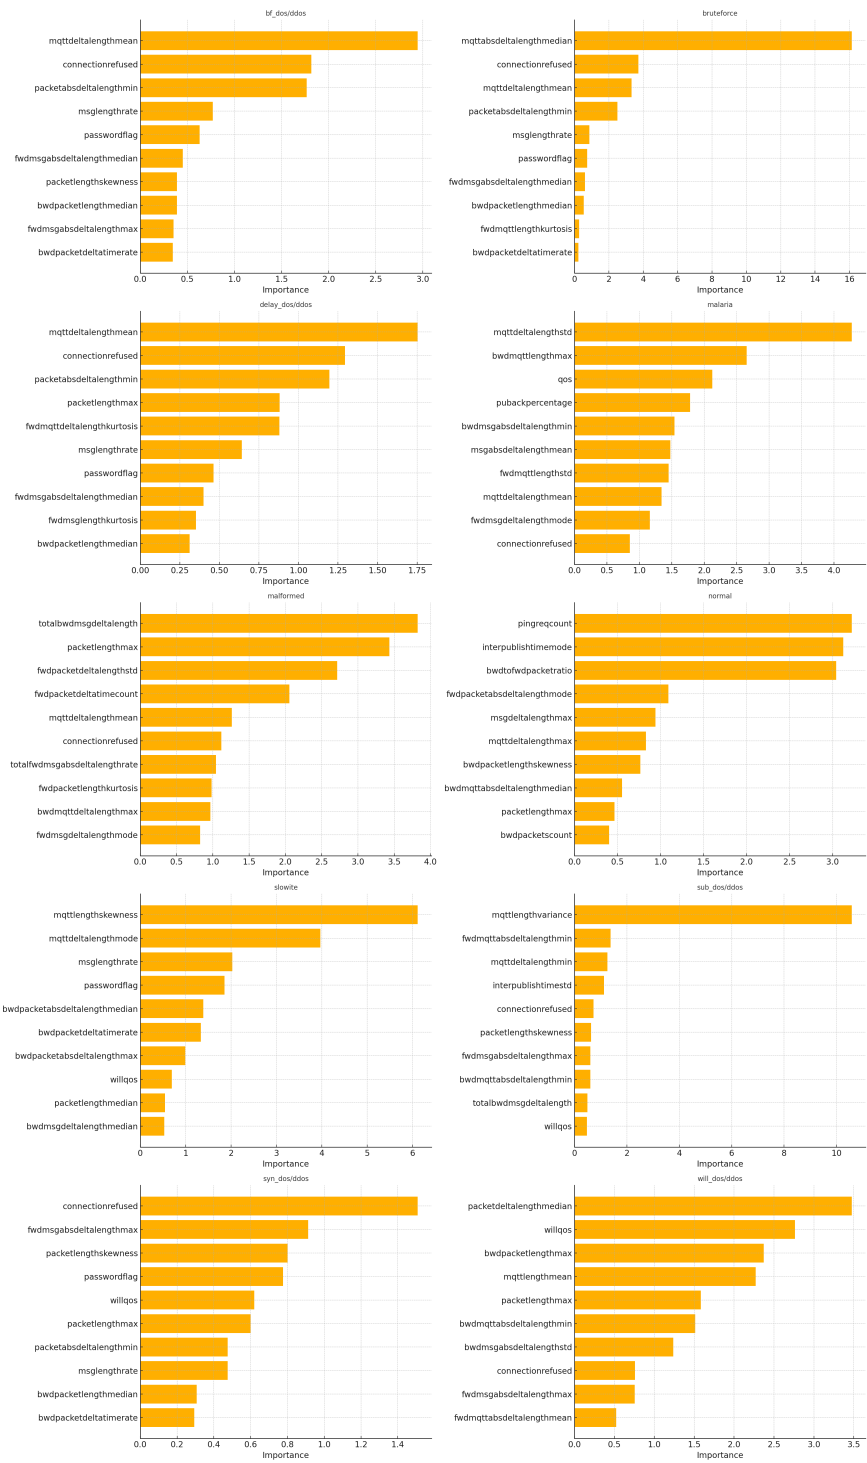 bf_dos/ddos
mqttdeltalengthmean
connectionrefused
packetabsdeltalengthmin
msglengthrate
passwordflag
fwdmsgabsdeltalengthmedian
packetlengthskewness
bwdpacketlengthmedian
fwdmsgabsdeltalengthmax
bwdpacketdeltatimerate
0.0 0.5 1.0 1.5 2.0 2.5 3.0
Importance
bruteforce
mqttabsdeltalengthmedian
connectionrefused
mqttdeltalengthmean
packetabsdeltalengthmin
msglengthrate
passwordflag
fwdmsgabsdeltalengthmedian
bwdpacketlengthmedian
fwdmqttlengthkurtosis
bwdpacketdeltatimerate
0 2 4 6 8 10 12 14 16
Importance
delay_dos/ddos
mqttdeltalengthmean
connectionrefused
packetabsdeltalengthmin
packetlengthmax
fwdmqttdeltalengthkurtosis
msglengthrate
passwordflag
fwdmsgabsdeltalengthmedian
fwdmsglengthkurtosis
bwdpacketlengthmedian
0.00 0.25 0.50 0.75 1.00 1.25 1.50 1.75
Importance
malaria
mqttdeltalengthstd
bwdmqttlengthmax
qos
pubackpercentage
bwdmsgabsdeltalengthmin
msgabsdeltalengthmean
fwdmqttlengthstd
mqttdeltalengthmean
fwdmsgdeltalengthmode
connectionrefused
0.0 0.5 1.0 1.5 2.0 2.5 3.0 3.5 4.0
Importance
malformed
totalbwdmsgdeltalength
packetlengthmax
fwdpacketdeltalengthstd
fwdpacketdeltatimecount
mqttdeltalengthmean
connectionrefused
totalfwdmsgabsdeltalengthrate
fwdpacketlengthkurtosis
bwdmqttdeltalengthmax
fwdmsgdeltalengthmode
0.0 0.5 1.0 1.5 2.0 2.5 3.0 3.5 4.0
Importance
normal
pingreqcount
interpublishtimemode
bwdtofwdpacketratio
fwdpacketabsdeltalengthmode
msgdeltalengthmax
mqttdeltalengthmax
bwdpacketlengthskewness
bwdmqttabsdeltalengthmedian
packetlengthmax
bwdpacketscount
0.0 0.5 1.0 1.5 2.0 2.5 3.0
Importance
slowite
mqttlengthskewness
mqttdeltalengthmode
msglengthrate
passwordflag
bwdpacketabsdeltalengthmedian
bwdpacketdeltatimerate
bwdpacketabsdeltalengthmax
willqos
packetlengthmedian
bwdmsgdeltalengthmedian
0 1 2 3 4 5 6
Importance
sub_dos/ddos
mqttlengthvariance
fwdmqttabsdeltalengthmin
mqttdeltalengthmin
interpublishtimestd
connectionrefused
packetlengthskewness
fwdmsgabsdeltalengthmax
bwdmqttabsdeltalengthmin
totalbwdmsgdeltalength
willqos
0 2 4 6 8 10
Importance
syn_dos/ddos
connectionrefused
fwdmsgabsdeltalengthmax
packetlengthskewness
passwordflag
willqos
packetlengthmax
packetabsdeltalengthmin
msglengthrate
bwdpacketlengthmedian
bwdpacketdeltatimerate
0.0 0.2 0.4 0.6 0.8 1.0 1.2 1.4
Importance
will_dos/ddos
packetdeltalengthmedian
willqos
bwdpacketlengthmax
mqttlengthmean
packetlengthmax
bwdmqttabsdeltalengthmin
bwdmsgabsdeltalengthstd
connectionrefused
fwdmsgabsdeltalengthmax
fwdmqttabsdeltalengthmean
0.0 0.5 1.0 1.5 2.0 2.5 3.0 3.5
Importance